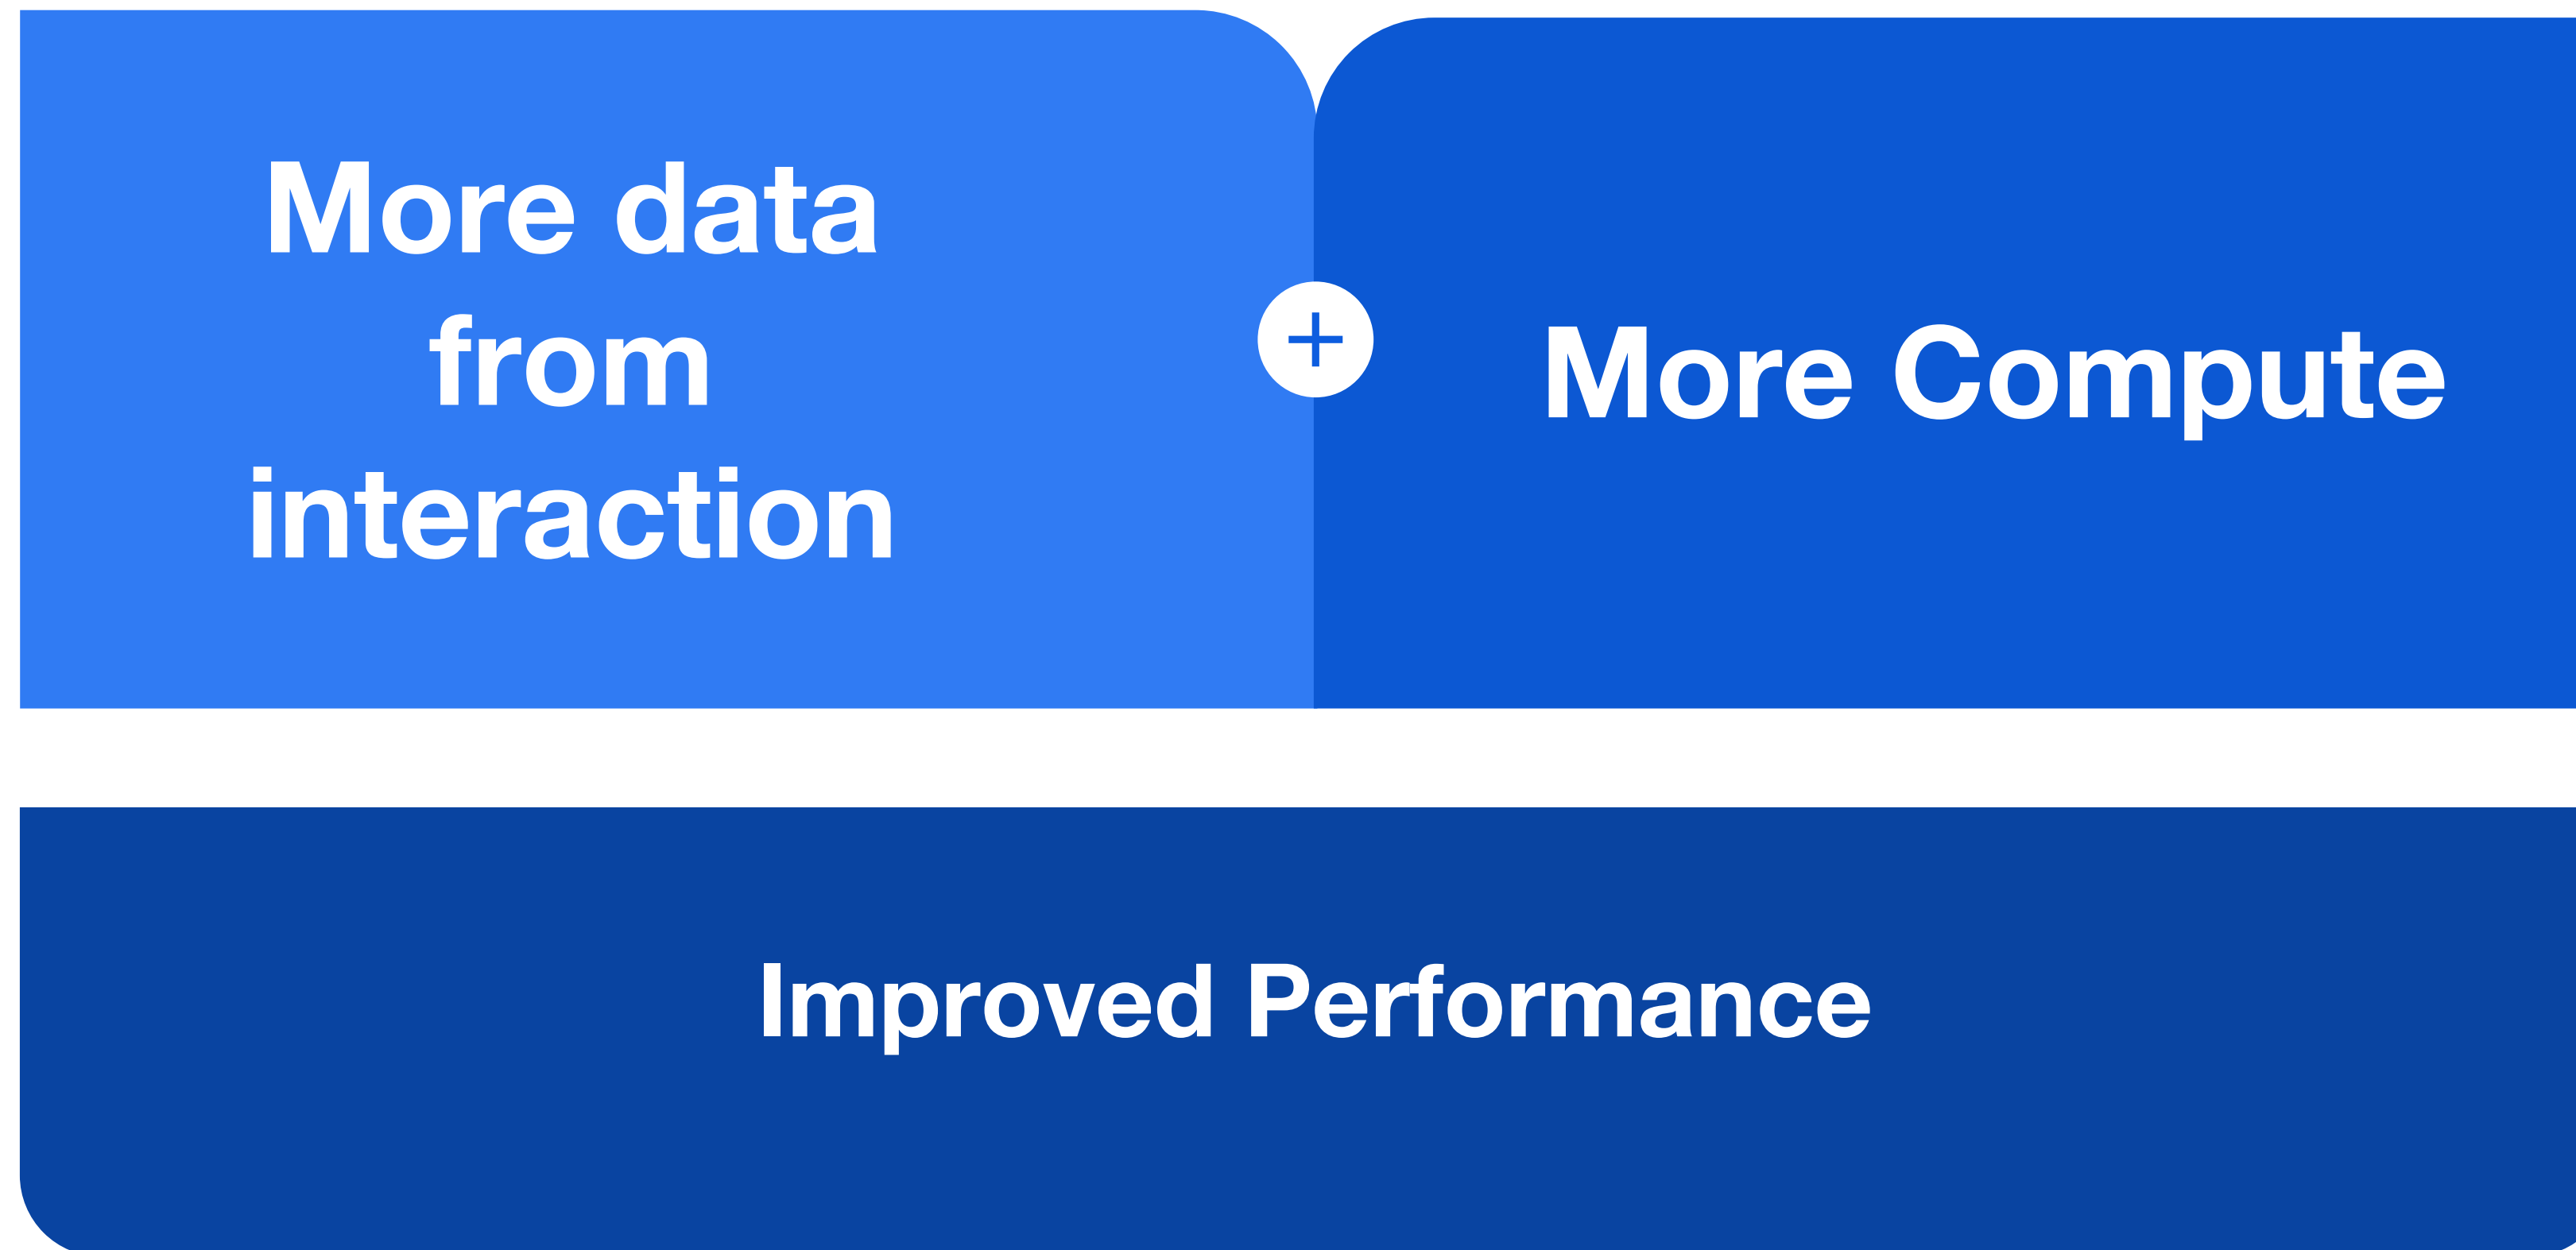 More data
from
interaction
+
More Compute
Improved Performance